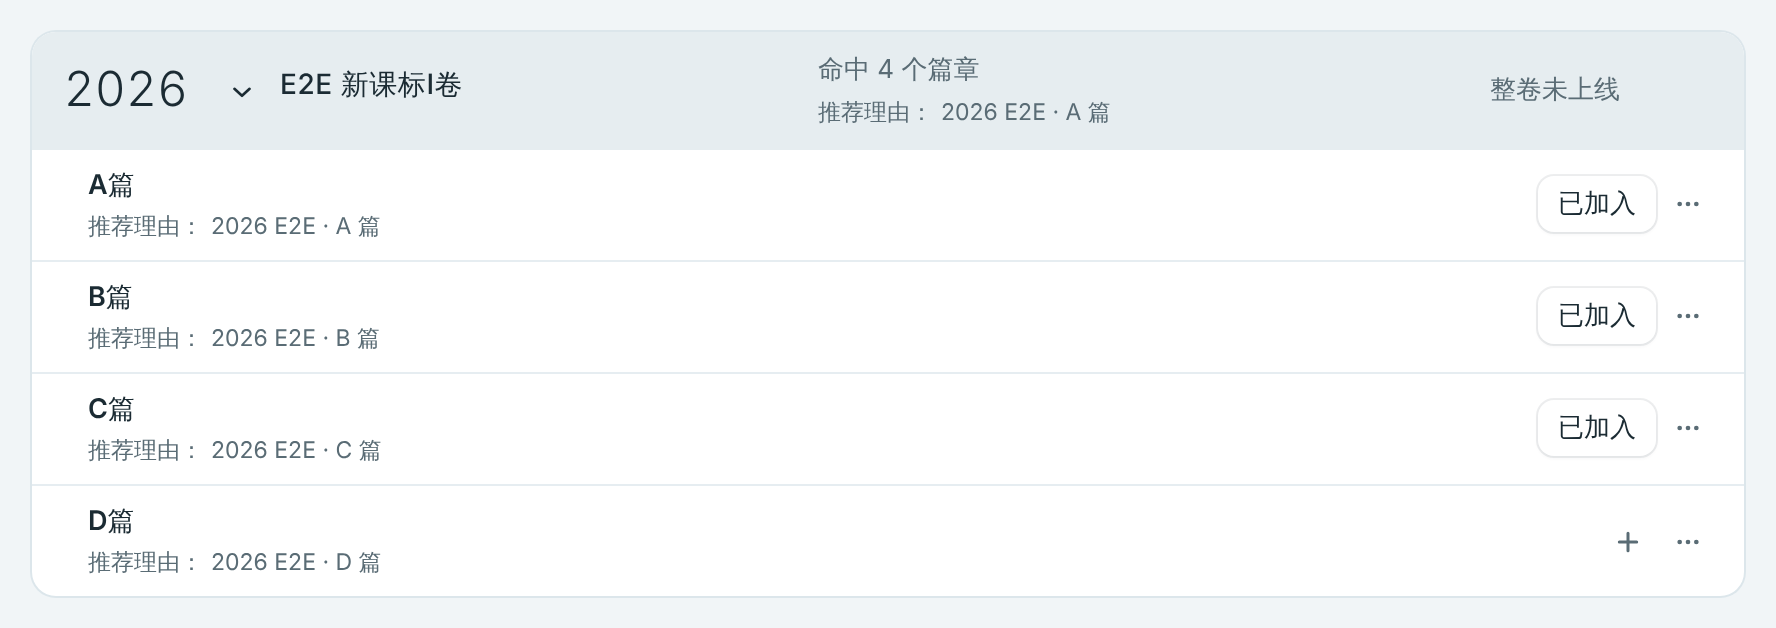 2026
E2E 新课标I卷
命中 4 个篇章
推荐理由： 2026 E2E · A 篇
整卷未上线
A篇
推荐理由： 2026 E2E · A 篇
已加入
B篇
推荐理由： 2026 E2E · B 篇
已加入
C篇
推荐理由： 2026 E2E · C 篇
已加入
D篇
推荐理由： 2026 E2E · D 篇